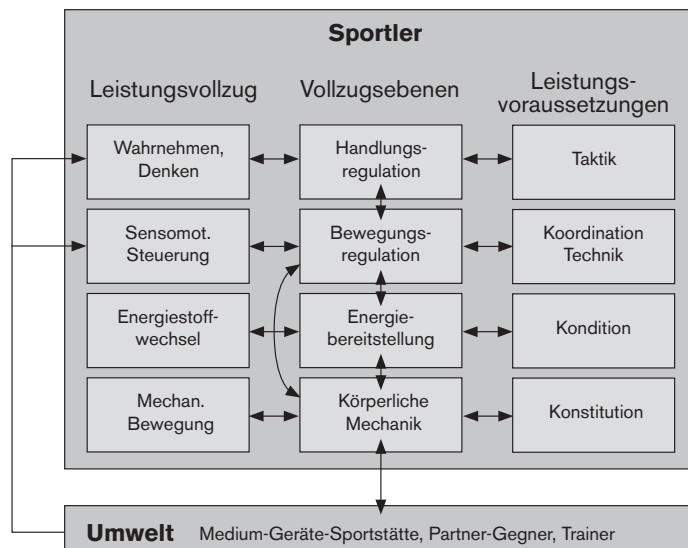 Sportler
Leistungsvollzug
Vollzugsebenen
Leistungs-
voraussetzungen
Wahrnehmen,
Denken
Handlungs-
regulation
Taktik
Sensomot.
Steuerung
Bewegungs-
regulation
Koordination
Technik
Energiestoff-
wechsel
Energie-
bereitstellung
Kondition
Mechan.
Bewegung
Körperliche
Mechanik
Konstitution
Umwelt Medium-Geräte-Sportstätte, Partner-Gegner, Trainer